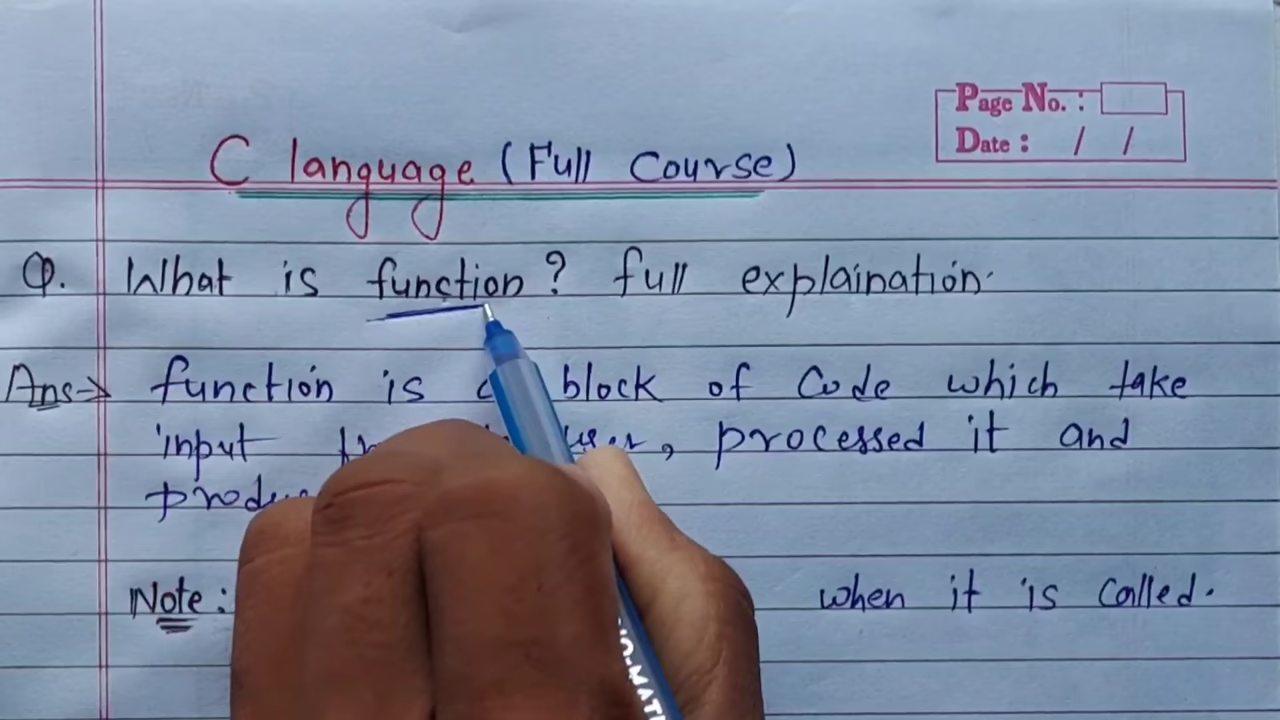 Page No. :
Date : / /
C language (Full Course)
Q. What is function? full explaination.
Ans→ function is a block of Code which take
input user, processed it and
Note: when it is called.